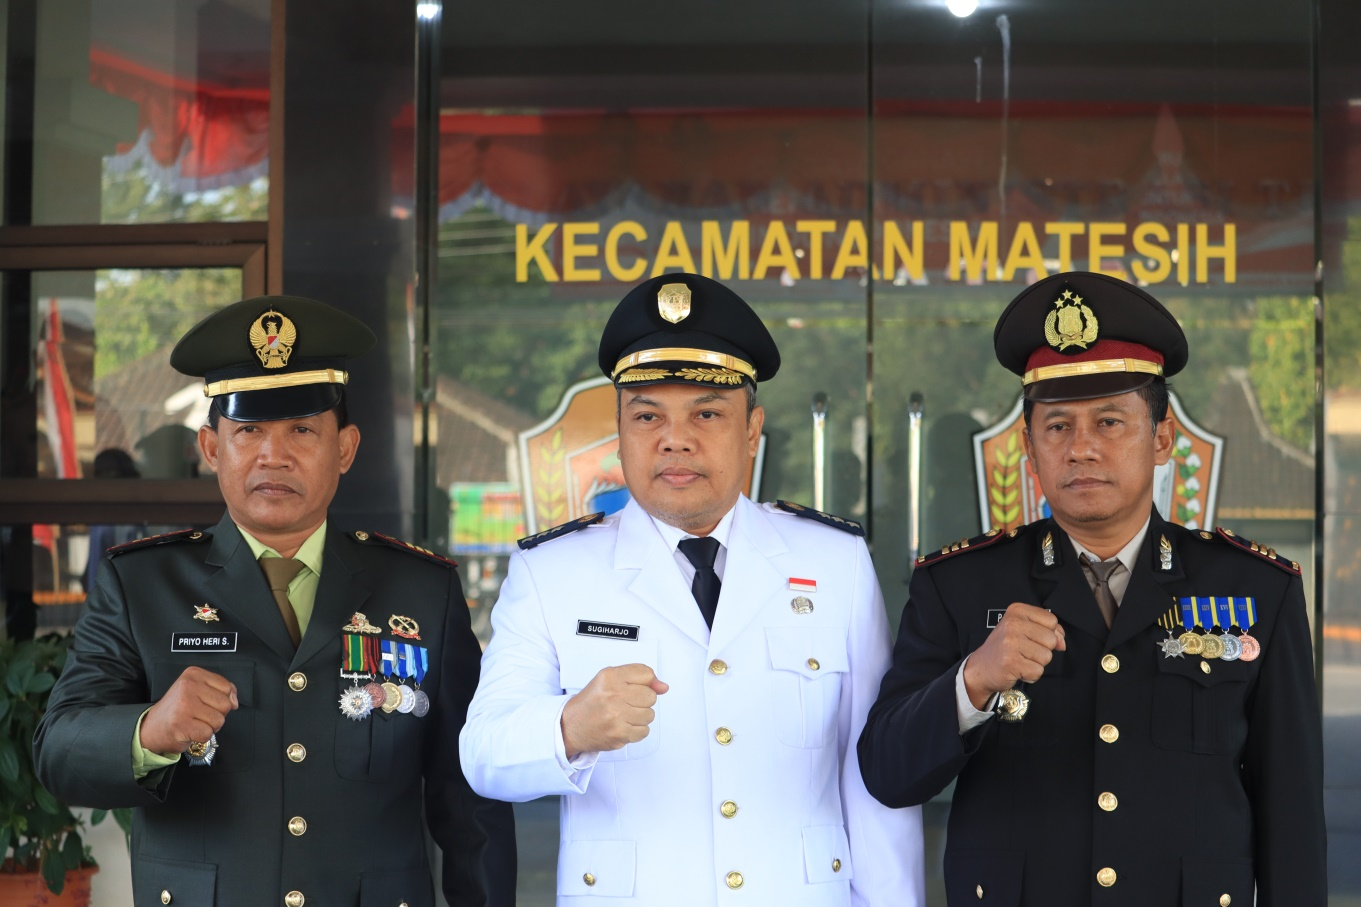 KECAMATAN MATESIH
PRIYO HERI S.
SUGIHARJO